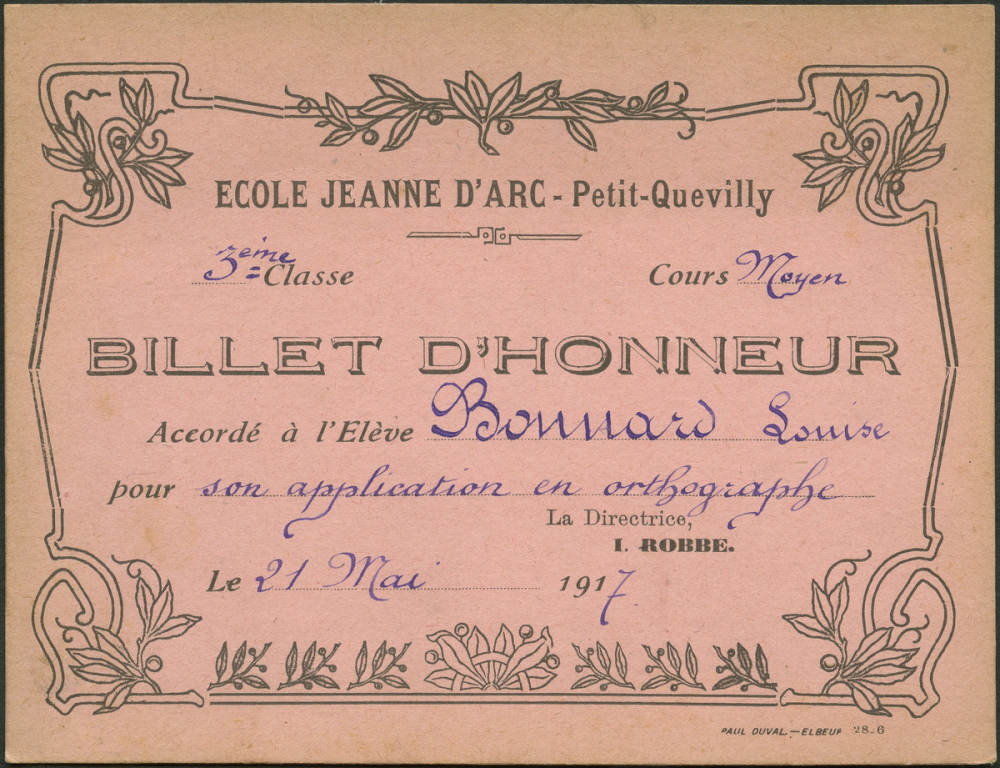 ECOLE JEANNE D'ARC - Petit-Quevilly
3eme Classe Cours Moyen
BILLET D'HONNEUR
Accordé à l'Elève Bonnard Louise
pour son application en orthographe
La Directrice,
I. ROBBE.
Le 21 Mai 1917
PAUL DUVAL.—ELBEUF 28-6